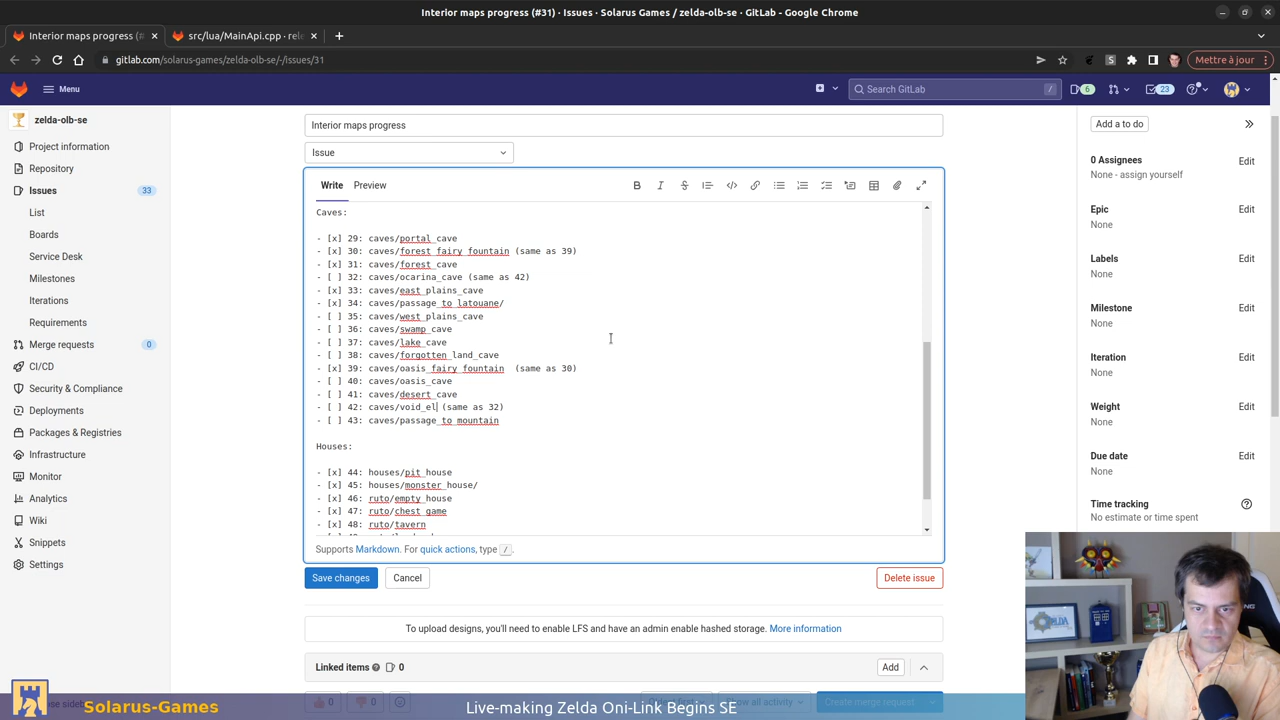 Interior maps progress (#31) · Issues · Solarus Games / zelda-olb-se · GitLab - Google Chrome
Interior maps progress (#
src/lua/MainApi.cpp · rel
gitlab.com/solarus-games/zelda-olb-se/-/issues/31
Mettre à jour
Menu
Search GitLab
/
6
23
zelda-olb-se
Project information
Repository
Issues
33
List
Boards
Service Desk
Milestones
Iterations
Requirements
Merge requests
0
CI/CD
Security & Compliance
Deployments
Packages & Registries
Infrastructure
Monitor
Analytics
Wiki
Snippets
Settings
Interior maps progress
Issue
Write
Preview
Caves:
- [x] 29: caves/portal_cave
- [x] 30: caves/forest_fairy_fountain (same as 39)
- [x] 31: caves/forest_cave
- [ ] 32: caves/ocarina_cave (same as 42)
- [x] 33: caves/east_plains_cave
- [x] 34: caves/passage_to_latouane/
- [ ] 35: caves/west_plains_cave
- [ ] 36: caves/swamp_cave
- [ ] 37: caves/lake_cave
- [ ] 38: caves/forgotten_land_cave
- [x] 39: caves/oasis_fairy_fountain  (same as 30)
- [ ] 40: caves/oasis_cave
- [ ] 41: caves/desert_cave
- [ ] 42: caves/void_el (same as 32)
- [ ] 43: caves/passage_to_mountain
Houses:
- [x] 44: houses/pit_house
- [x] 45: houses/monster_house/
- [x] 46: ruto/empty_house
- [x] 47: ruto/chest_game
- [x] 48: ruto/tavern
Supports Markdown. For quick actions, type /.
Save changes
Cancel
Delete issue
To upload designs, you'll need to enable LFS and have an admin enable hashed storage. More information
Linked items
0
Add
Add a to do
0 Assignees
Edit
None - assign yourself
Epic
Edit
None
Labels
Edit
None
Milestone
Edit
None
Iteration
Edit
None
Weight
Edit
None
Due date
Edit
None
Time tracking
No estimate or time spent
0
0
Create merge request
Solarus-Games
Live-making Zelda Oni-Link Begins SE